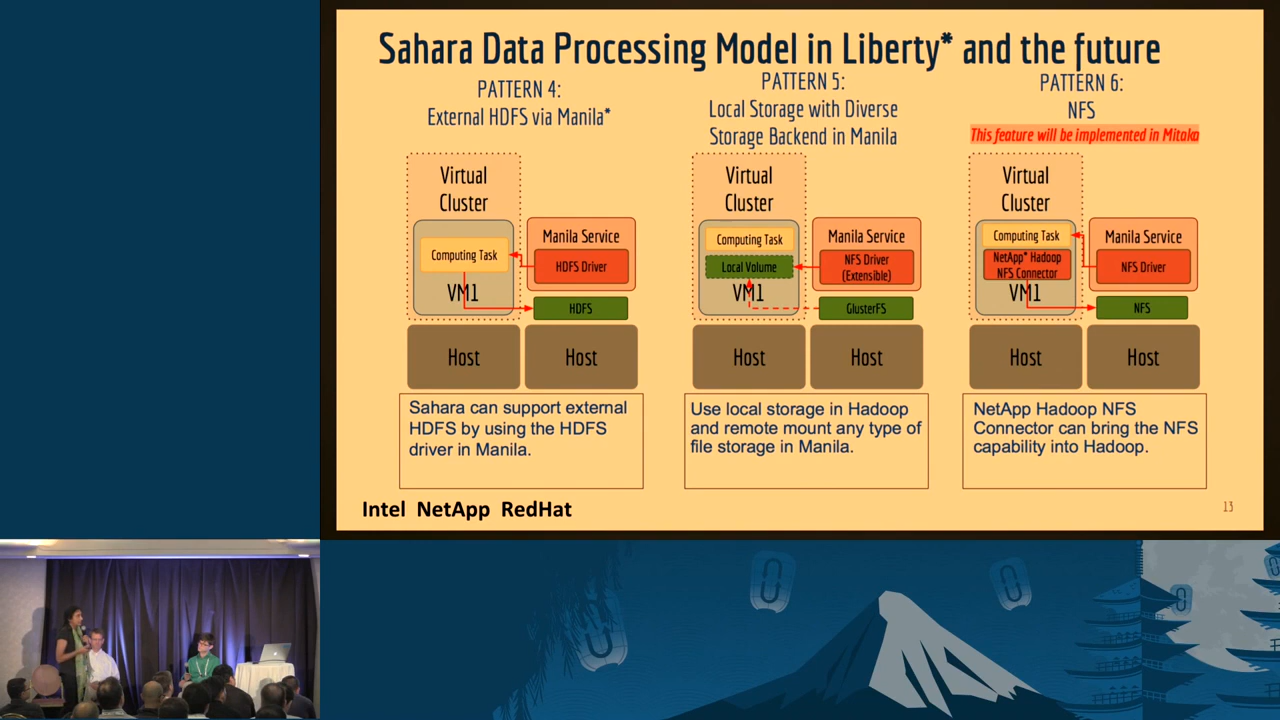 Sahara Data Processing Model in Liberty* and the future
PATTERN 4:
External HDFS via Manila*
Virtual
Cluster
Computing Task
VM1
Manila Service
HDFS Driver
HDFS
Host
Host
Sahara can support external
HDFS by using the HDFS
driver in Manila.
PATTERN 5:
Local Storage with Diverse
Storage Backend in Manila
Virtual
Cluster
Computing Task
Local Volume
VM1
Manila Service
NFS Driver
(Extensible)
GlusterFS
Host
Host
Use local storage in Hadoop
and remote mount any type of
file storage in Manila.
PATTERN 6:
NFS
This feature will be implemented in Mitaka
Virtual
Cluster
Computing Task
NetApp* Hadoop
NFS Connector
VM1
Manila Service
NFS Driver
NFS
Host
Host
NetApp Hadoop NFS
Connector can bring the NFS
capability into Hadoop.
Intel NetApp RedHat
13